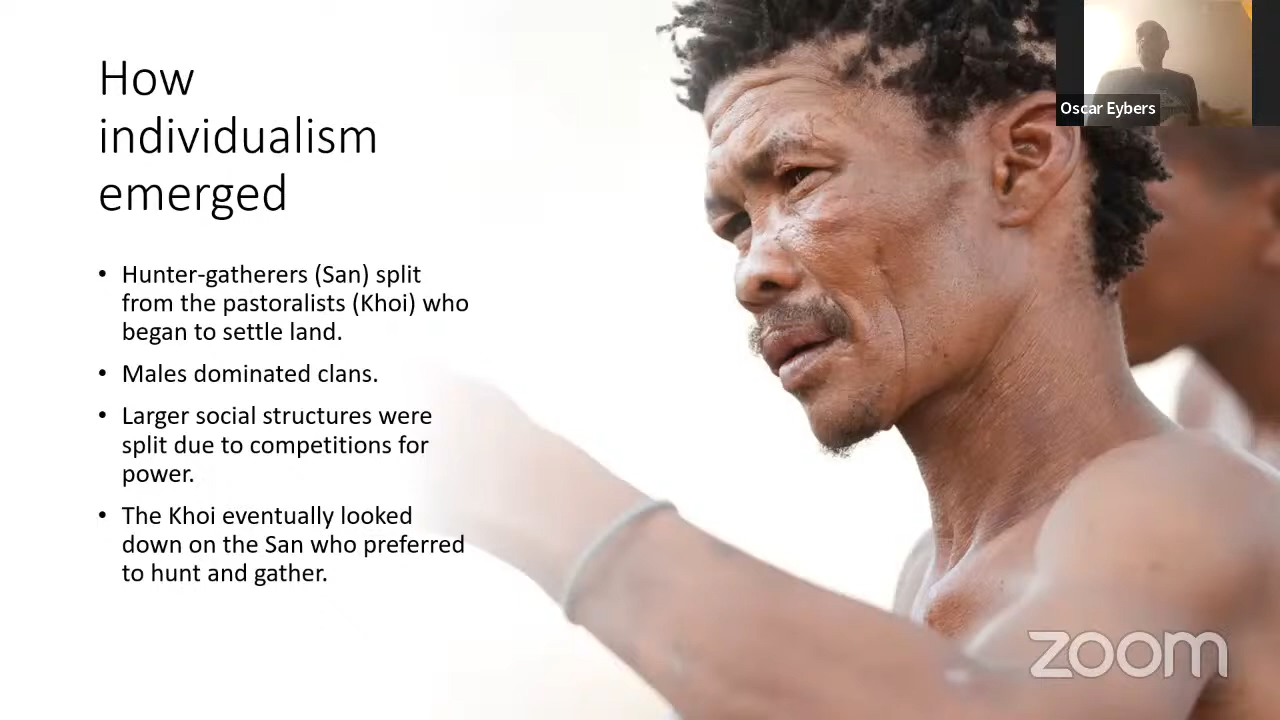 How
individualism
emerged
• Hunter-gatherers (San) split
from the pastoralists (Khoi) who
began to settle land.
• Males dominated clans.
• Larger social structures were
split due to competitions for
power.
• The Khoi eventually looked
down on the San who preferred
to hunt and gather.
Oscar Eybers
zoom